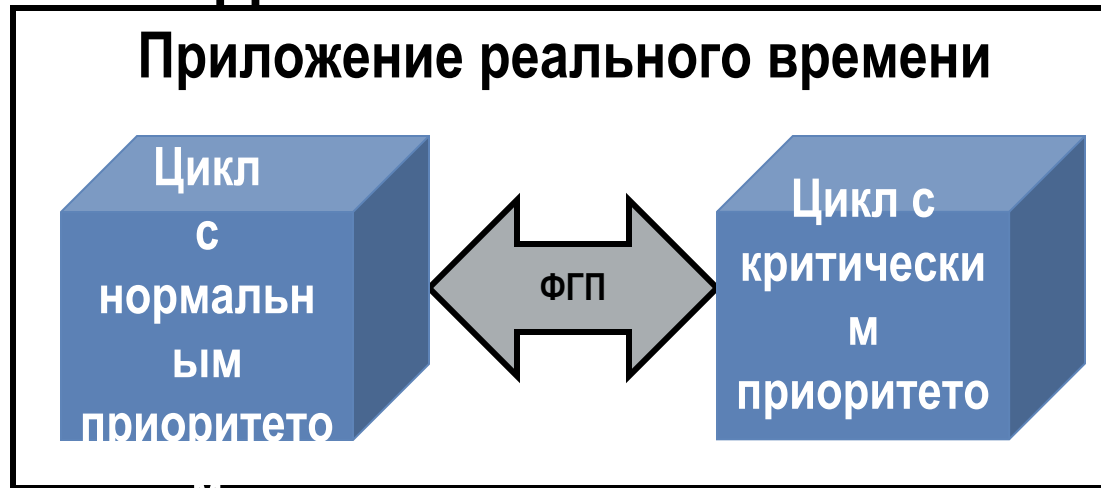 Приложение реального времени
Цикл
с
нормальн
ым
приоритето
м
ФГП
Цикл с
критически
м
приоритето